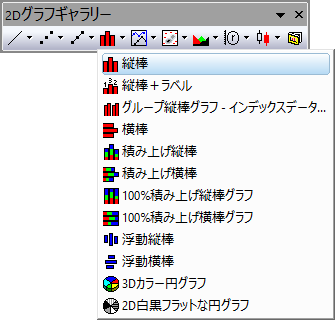 2Dグラフギャラリー
縦棒
縦棒＋ラベル
グループ縦棒グラフ - インデックスデータ...
横棒
積み上げ縦棒
積み上げ横棒
100%積み上げ縦棒グラフ
100%積み上げ横棒グラフ
浮動縦棒
浮動横棒
3Dカラー円グラフ
2D白黒フラットな円グラフ